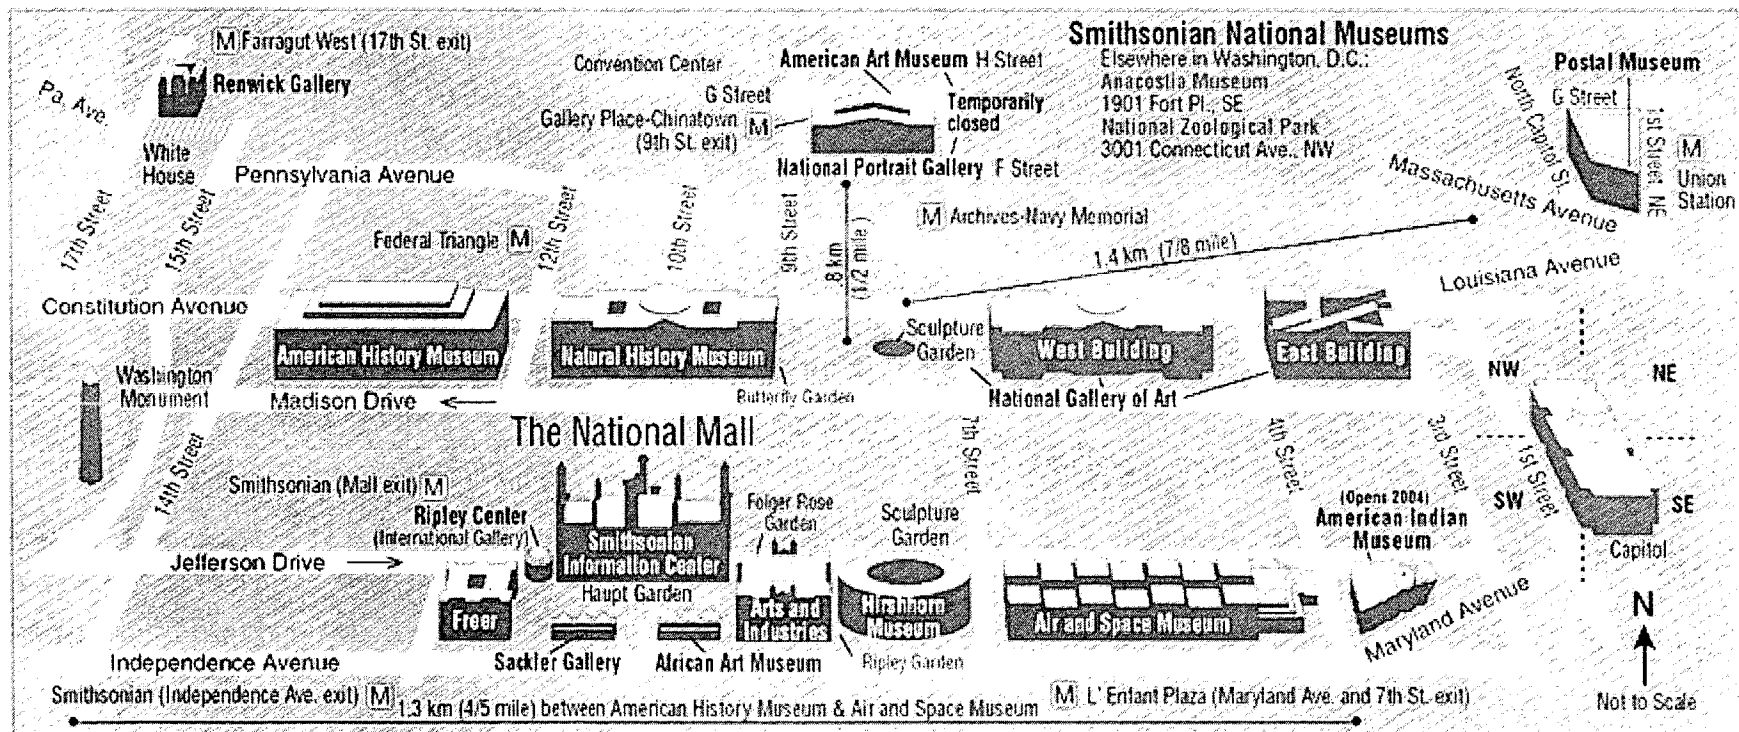 Smithsonian National Museums
Elsewhere in Washington, D.C.:
Anacostia Museum
1901 Fort Pl., SE
National Zoological Park
3001 Connecticut Ave., NW
M Farragut West (17th St. exit)
Renwick Gallery
Pa. Ave.
White
House
Convention Center
American Art Museum H Street
G Street
Gallery Place-Chinatown M
(9th St. exit)
Temporarily
closed
National Portrait Gallery F Street
Postal Museum
G Street
North Capitol St.
1st Street NE
M
Union
Station
Massachusetts Avenue
Pennsylvania Avenue
17th Street
15th Street
Federal Triangle M
12th Street
10th Street
9th Street
.8 km
(1/2 mile)
M Archives-Navy Memorial
1.4 km (7/8 mile)
Louisiana Avenue
Constitution Avenue
American History Museum
Natural History Museum
Sculpture
Garden
West Building
East Building
Washington
Monument
Madison Drive
Butterfly Garden
National Gallery of Art
NW
NE
The National Mall
14th Street
7th Street
4th Street
3rd Street
1st Street
Smithsonian (Mall exit) M
Ripley Center
(International Gallery)
Smithsonian
Information Center
Folger Rose
Garden
Sculpture
Garden
(Opens 2004)
American Indian
Museum
SW
SE
Capitol
Jefferson Drive
Freer
Haupt Garden
Arts and
Industries
Hirshhorn
Museum
Air and Space Museum
Maryland Avenue
N
Independence Avenue
Sackler Gallery
African Art Museum
Ripley Garden
Smithsonian (Independence Ave. exit) M
M L' Enfant Plaza (Maryland Ave. and 7th St. exit)
Not to Scale
1.3 km (4/5 mile) between American History Museum & Air and Space Museum